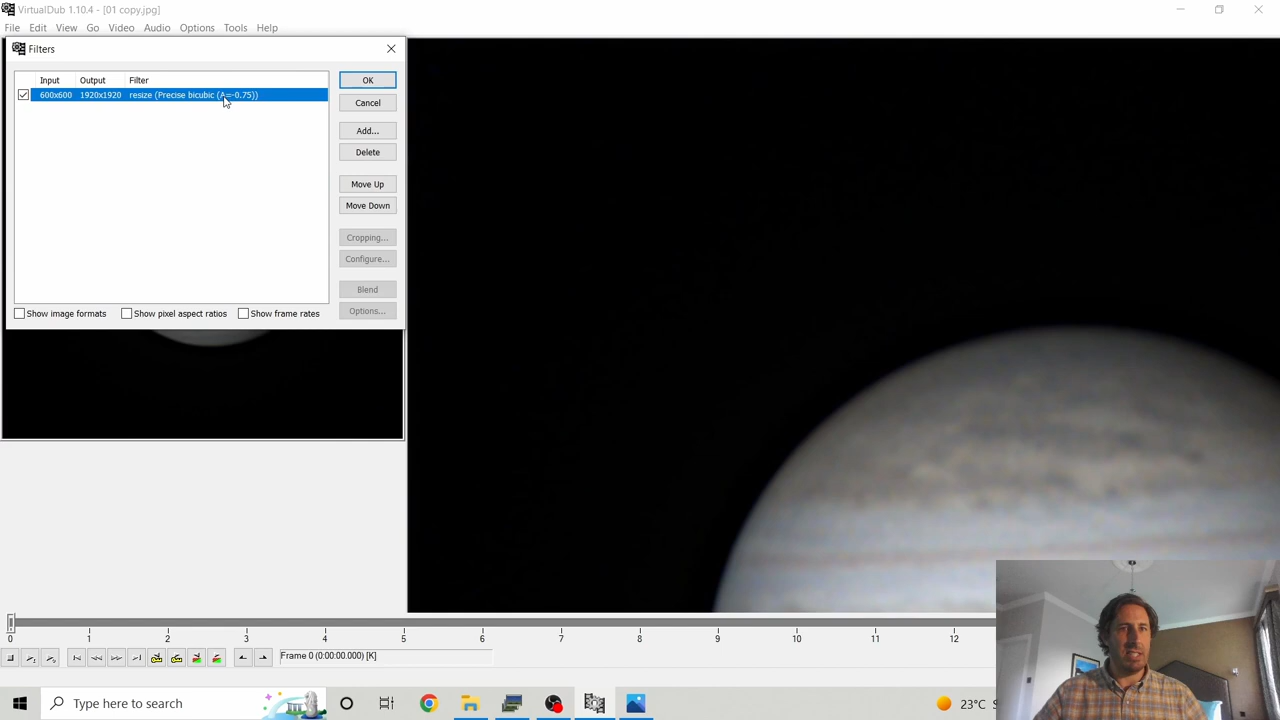 VirtualDub 1.10.4 - [01 copy.jpg]
File Edit View Go Video Audio Options Tools Help
Filters
Input Output Filter
600x600 1920x1920 resize (Precise bicubic (A=-0.75))
OK
Cancel
Add...
Delete
Move Up
Move Down
Cropping...
Configure...
Blend
Options...
Show image formats Show pixel aspect ratios Show frame rates
0 1 2 3 4 5 6 7 8 9 10 11 12
Frame 0 (0:00:00.000) [K]
Type here to search
23°C